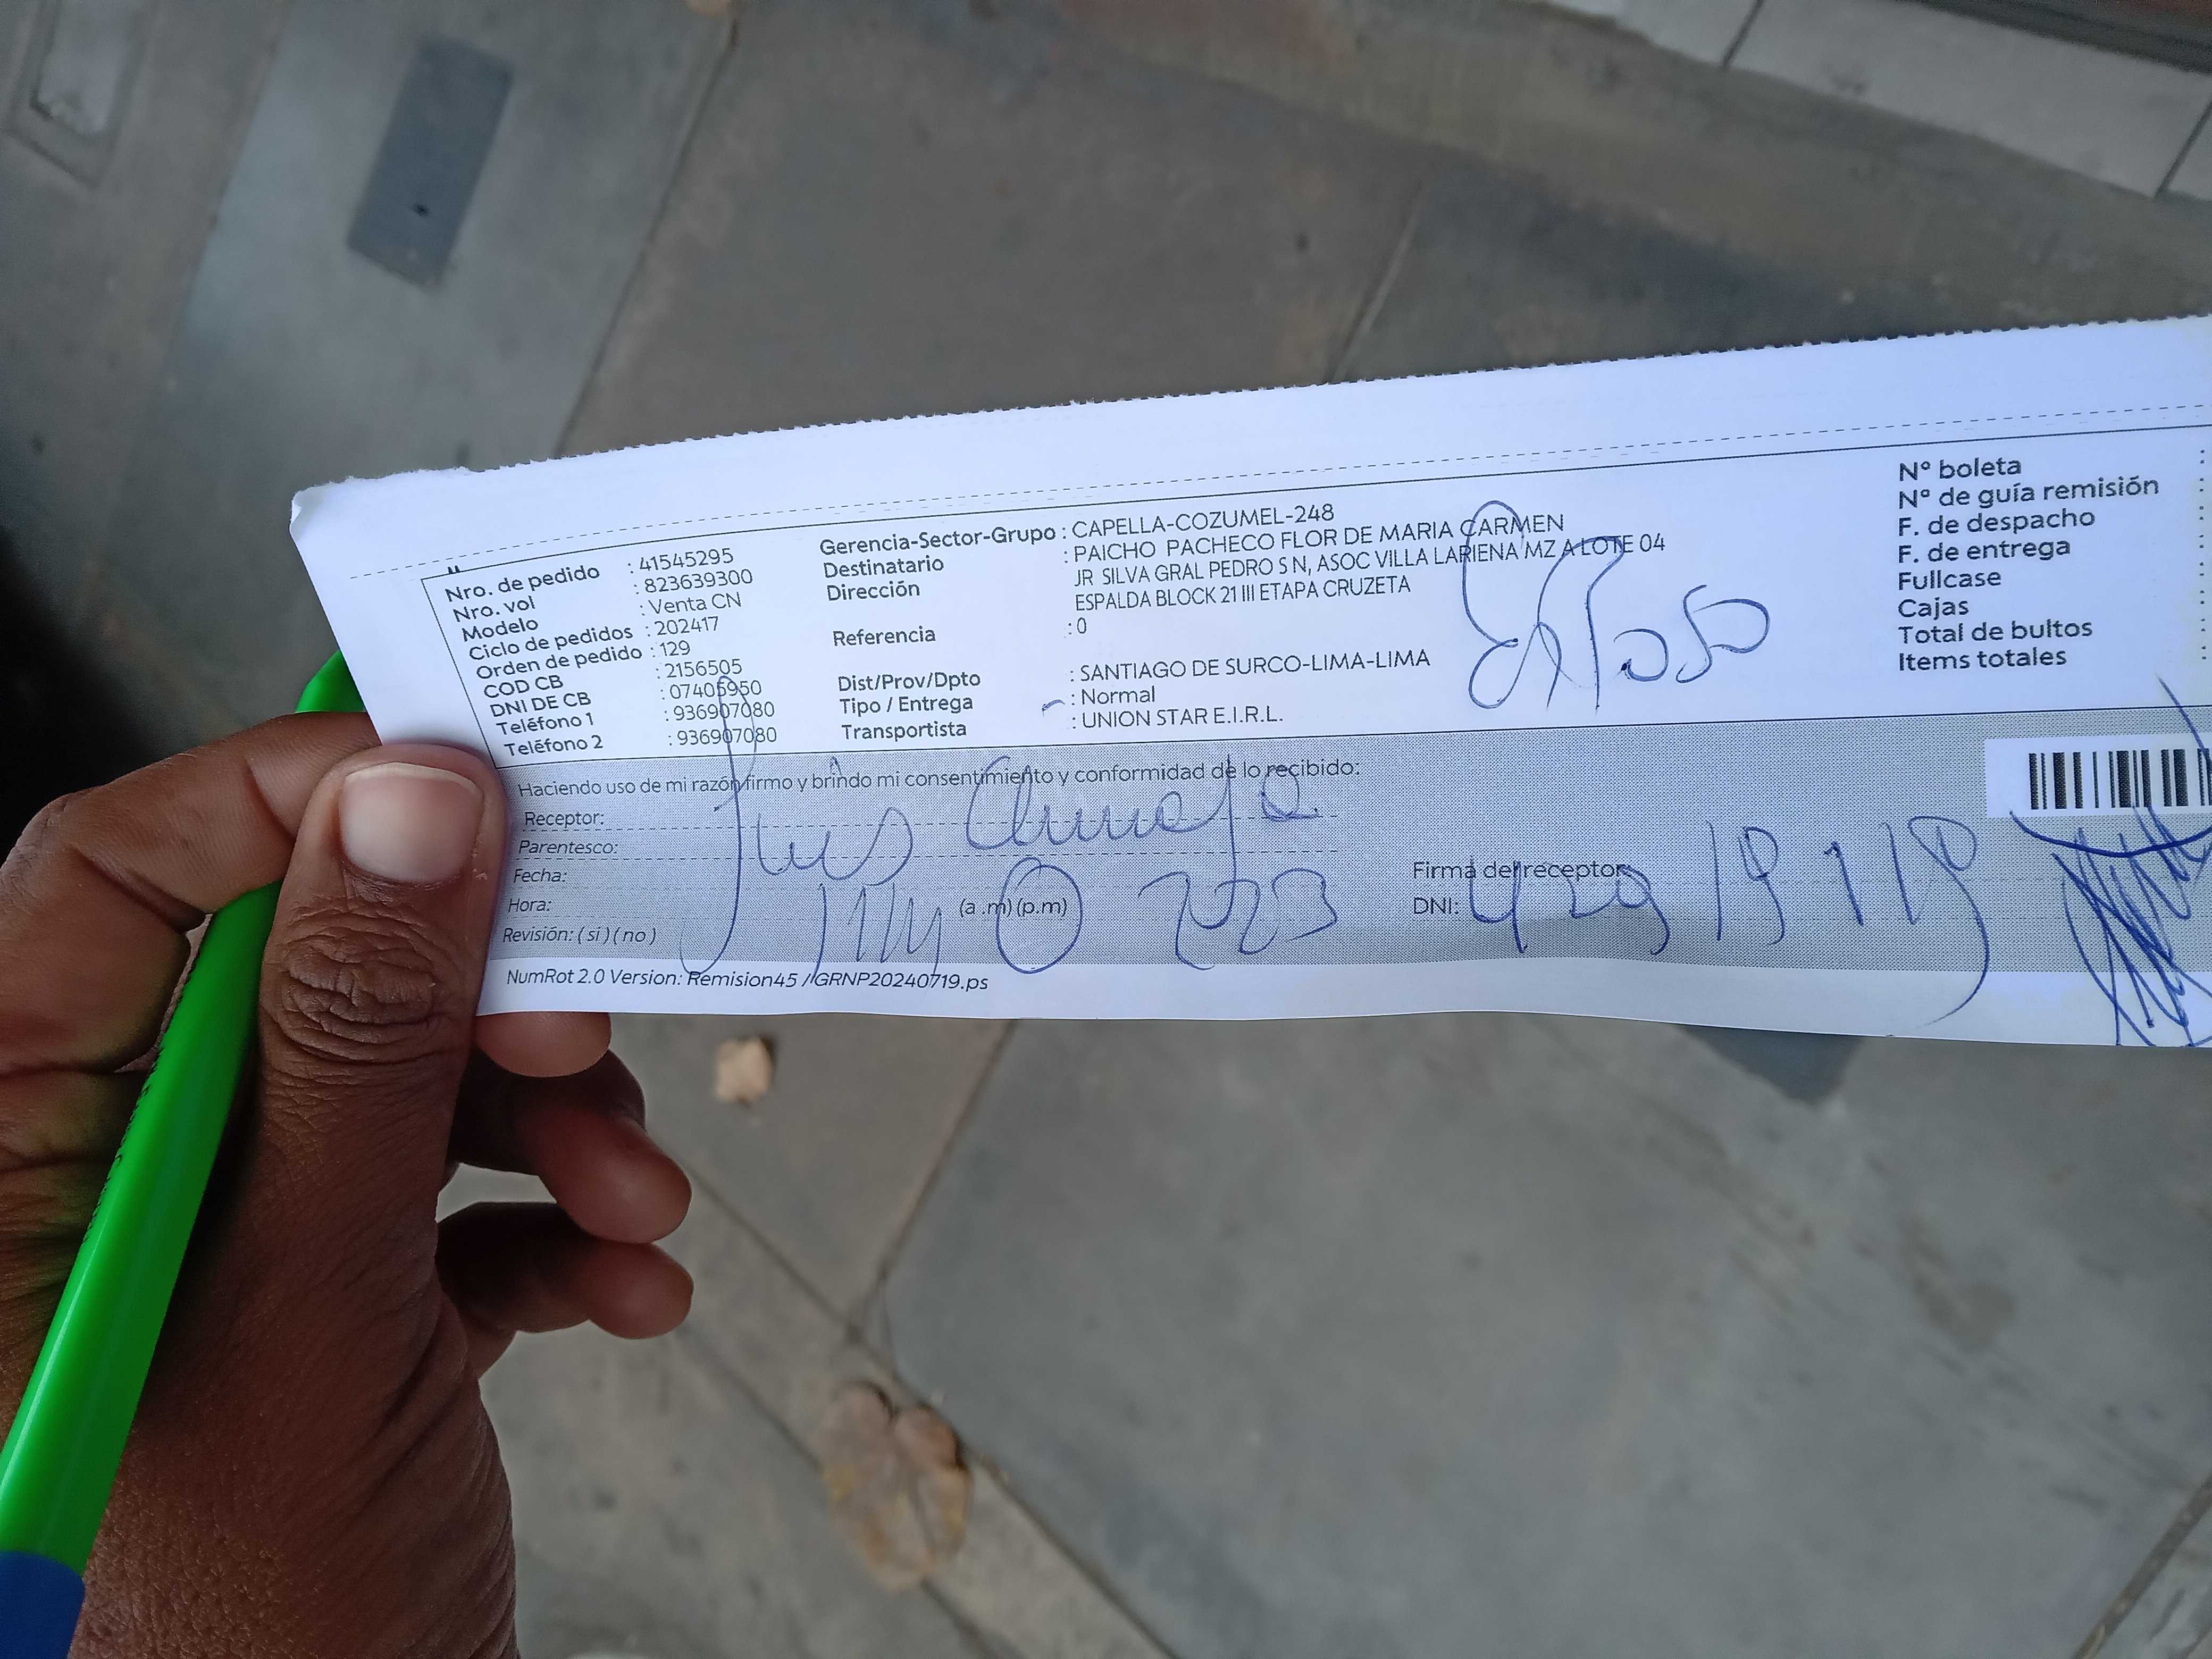 Nro. de pedido : 41545295
Nro. vol : 823639300
Modelo : Venta CN
Ciclo de pedidos : 202417
Orden de pedido : 129
COD CB : 2156505
DNI DE CB : 07405950
Teléfono 1 : 936907080
Teléfono 2 : 936907080
Gerencia-Sector-Grupo : CAPELLA-COZUMEL-248
Destinatario : PAICHO PACHECO FLOR DE MARIA CARMEN
Dirección : JR SILVA GRAL PEDRO S N, ASOC VILLA LARIENA MZ A LOTE 04
ESPALDA BLOCK 21 III ETAPA CRUZETA
Referencia : 0
Dist/Prov/Dpto : SANTIAGO DE SURCO-LIMA-LIMA
Tipo / Entrega : Normal
Transportista : UNION STAR E.I.R.L.
Esposo
Nº boleta :
Nº de guía remisión :
F. de despacho :
F. de entrega :
Fullcase :
Cajas :
Total de bultos :
Items totales :
Haciendo uso de mi razón firmo y brindo mi consentimiento y conformidad de lo recibido:
Receptor: Luis
Parentesco:
Fecha:
Hora: (a .m) (p.m)
Revisión: ( si ) ( no )
Firma del receptor
DNI:
NumRot 2.0 Version: Remision45 / GRNP20240719.ps